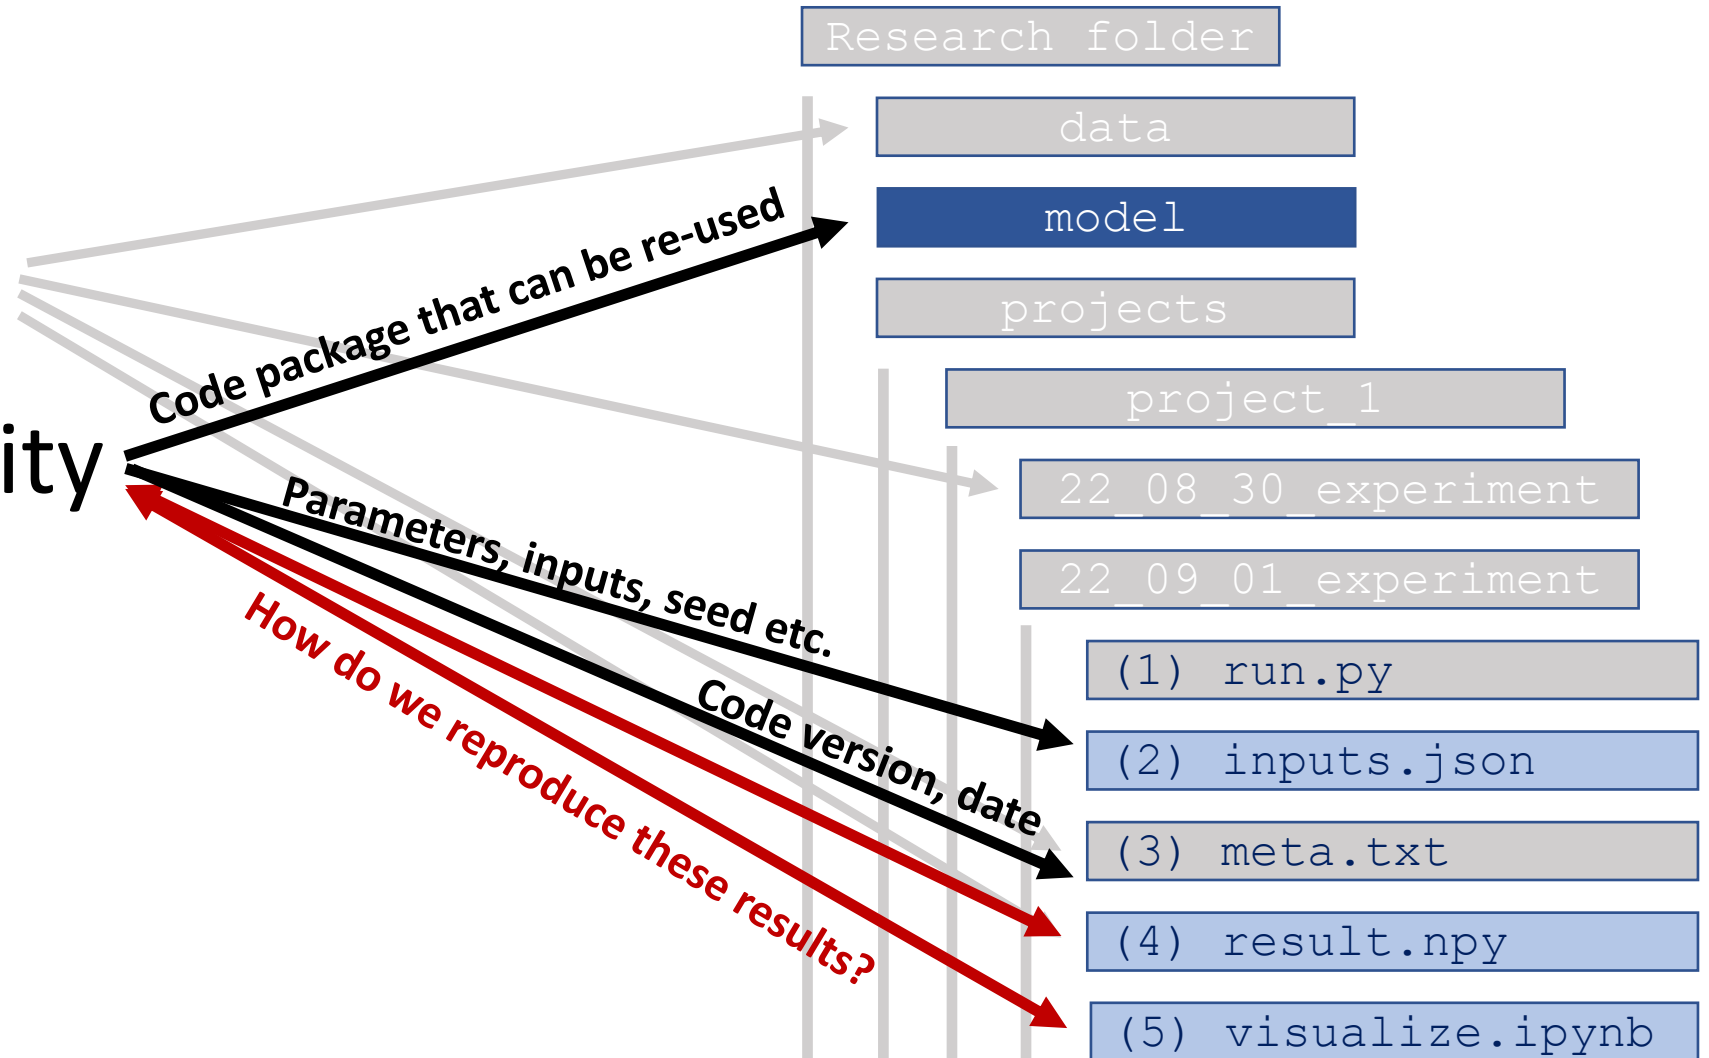 Research folder
data
model
projects
project_1
22_08_30_experiment
22_09_01_experiment
(1) run.py
(2) inputs.json
(3) meta.txt
(4) result.npy
(5) visualize.ipynb
Code package that can be re-used
ity
Parameters, inputs, seed etc.
Code version, date
How do we reproduce these results?